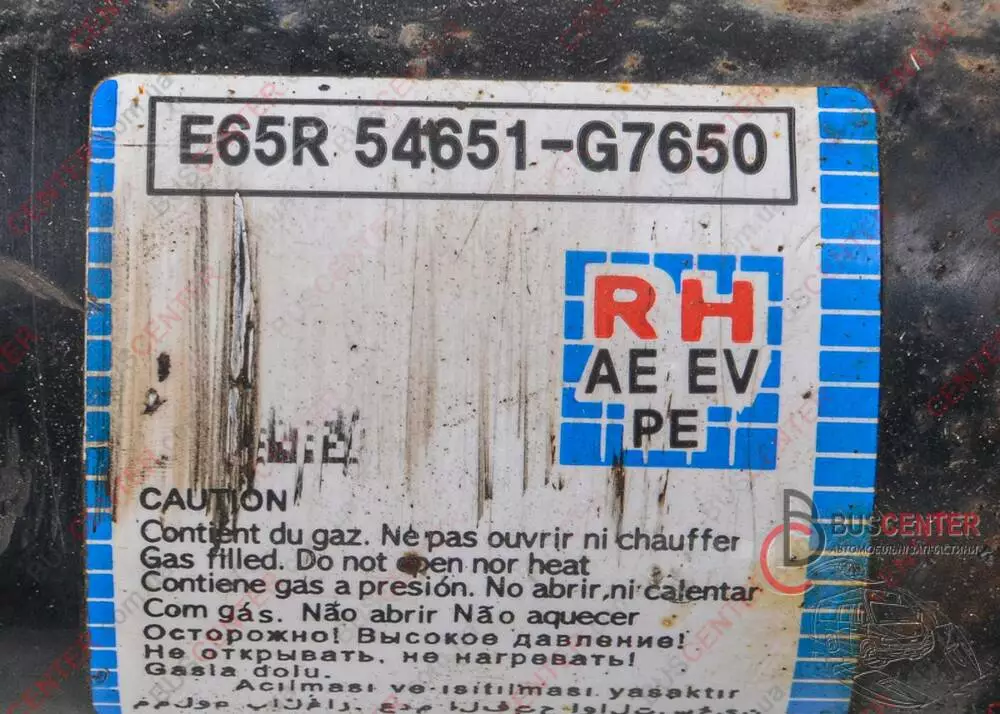 E65R 54651-G7650
RH
AE EV
PE
CAUTION
Contient du gaz. Ne pas ouvrir ni chauffer
Gas filled. Do not open nor heat
Contiene gas a presión. No abrir,ni calentar
Com gás. Não abrir Não aquecer
Осторожно! Высокое давление!
Не открывать, не нагревать!
Gasla dolu.
Acılması ve ısıtılması yasaktır
BUSCENTER
АВТОМОБІЛЬНІ ЗАПЧАСТИНИ